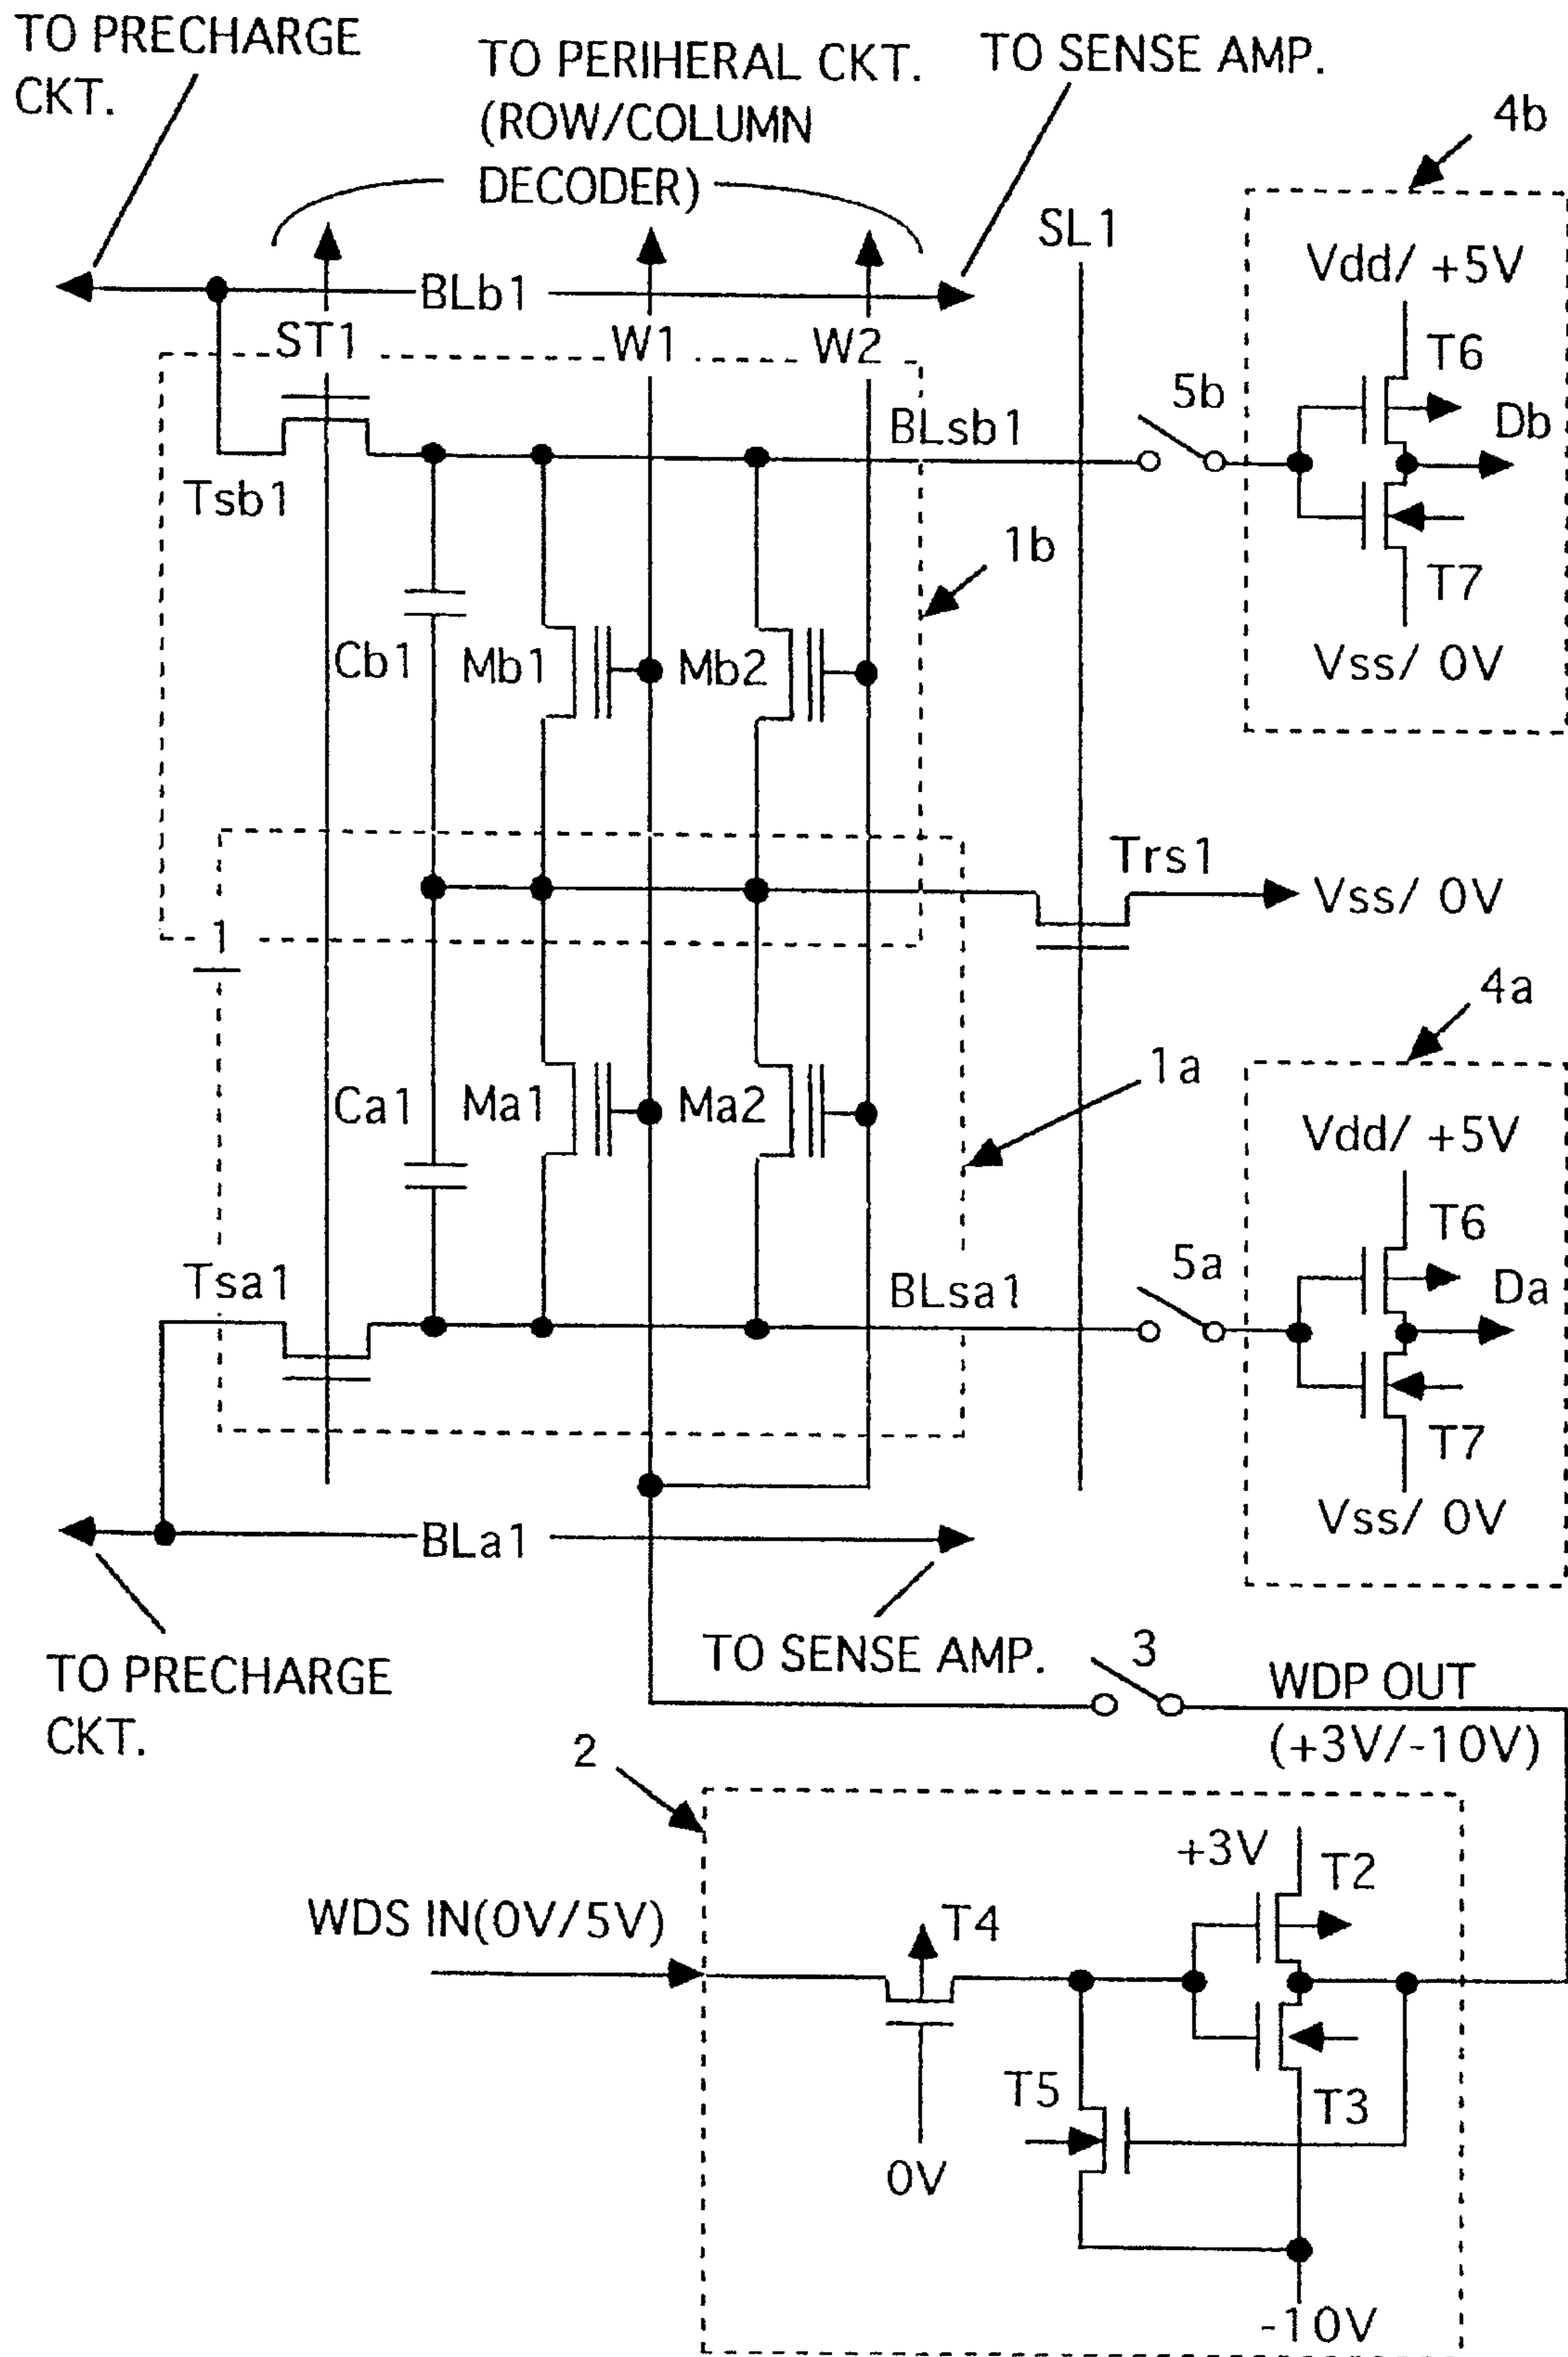 TO PRECHARGE
CKT.
TO PERIHERAL CKT.
(ROW/COLUMN
DECODER)
TO SENSE AMP.
4b
SL1
Vdd/ +5V
BLb1
ST1
W1
W2
T6
5b
Db
BLsb1
Tsb1
1b
T7
Cb1
Mb1
Mb2
Vss/ 0V
Trs1
Vss/ 0V
1
4a
1a
Ca1
Ma1
Ma2
Vdd/ +5V
T6
Tsa1
5a
Da
BLsa1
T7
Vss/ 0V
BLa1
TO PRECHARGE
CKT.
TO SENSE AMP.
3
WDP OUT
(+3V/-10V)
2
+3V
T2
WDS IN(0V/5V)
T4
T5
T3
0V
-10V